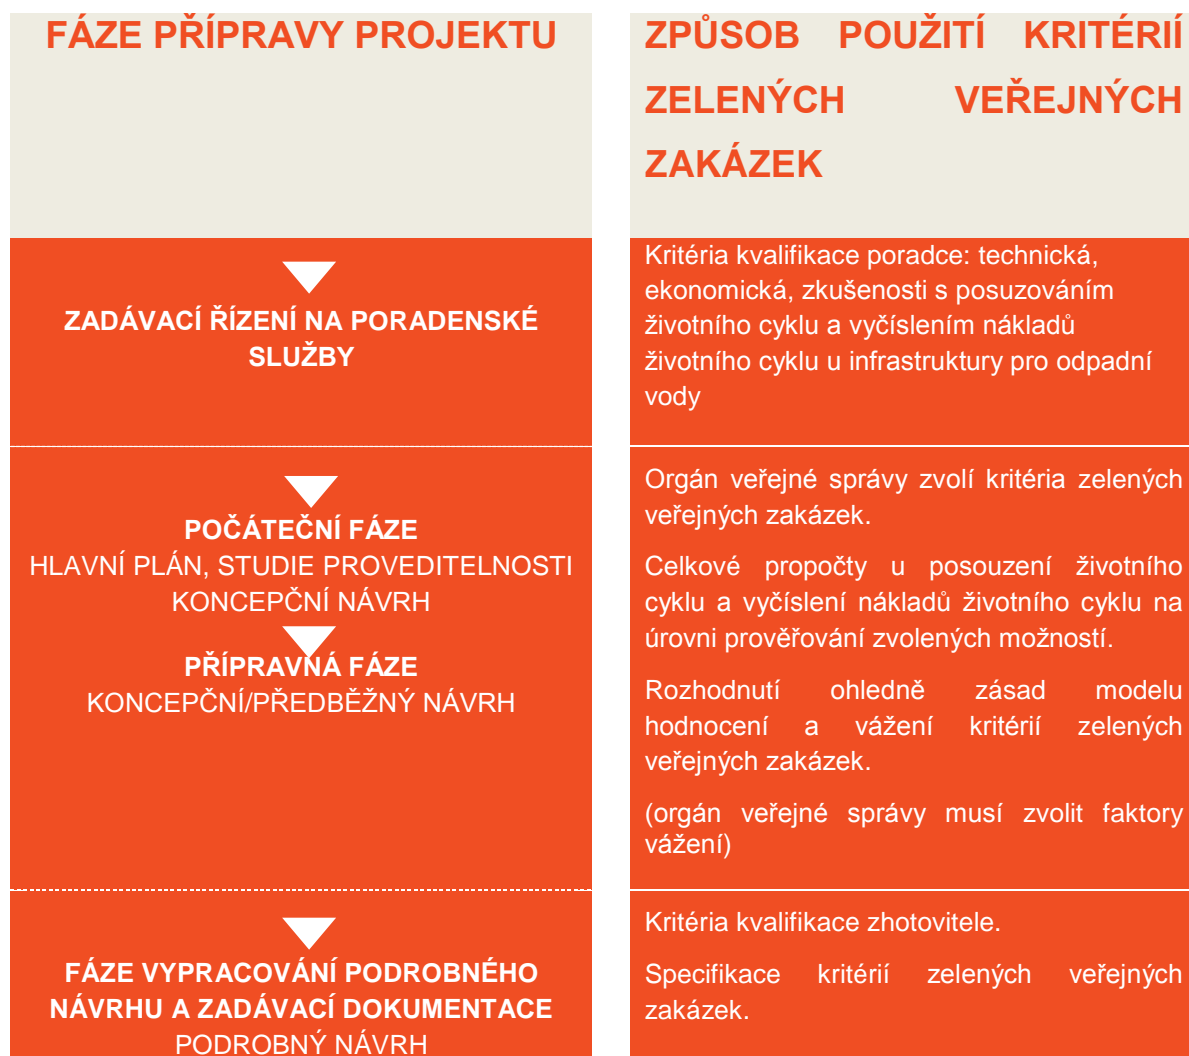 FÁZE PŘÍPRAVY PROJEKTU
ZPŮSOB POUŽITÍ KRITÉRIÍ
ZELENÝCH VEŘEJNÝCH
ZAKÁZEK
ZADÁVACÍ ŘÍZENÍ NA PORADENSKÉ
SLUŽBY
Kritéria kvalifikace poradce: technická,
ekonomická, zkušenosti s posuzováním
životního cyklu a vyčíslením nákladů
životního cyklu u infrastruktury pro odpadní
vody
POČÁTEČNÍ FÁZE
HLAVNÍ PLÁN, STUDIE PROVEDITELNOSTI
KONCEPČNÍ NÁVRH
PŘÍPRAVNÁ FÁZE
KONCEPČNÍ/PŘEDBĚŽNÝ NÁVRH
Orgán veřejné správy zvolí kritéria zelených
veřejných zakázek.
Celkové propočty u posouzení životního
cyklu a vyčíslení nákladů životního cyklu na
úrovni prověřování zvolených možností.
Rozhodnutí ohledně zásad modelu
hodnocení a vážení kritérií zelených
veřejných zakázek.
(orgán veřejné správy musí zvolit faktory
vážení)
FÁZE VYPRACOVÁNÍ PODROBNÉHO
NÁVRHU A ZADÁVACÍ DOKUMENTACE
PODROBNÝ NÁVRH
Kritéria kvalifikace zhotovitele.
Specifikace kritérií zelených veřejných
zakázek.